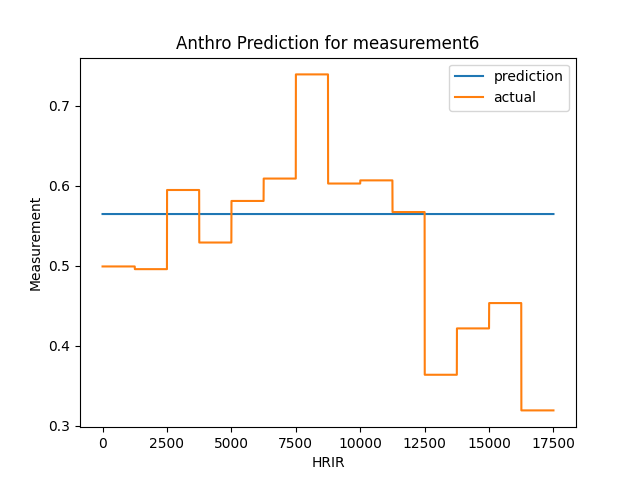 Anthro Prediction for measurement6
prediction
actual
0.7
0.6
0.5
0.4
0.3
Measurement
0 2500 5000 7500 10000 12500 15000 17500
HRIR